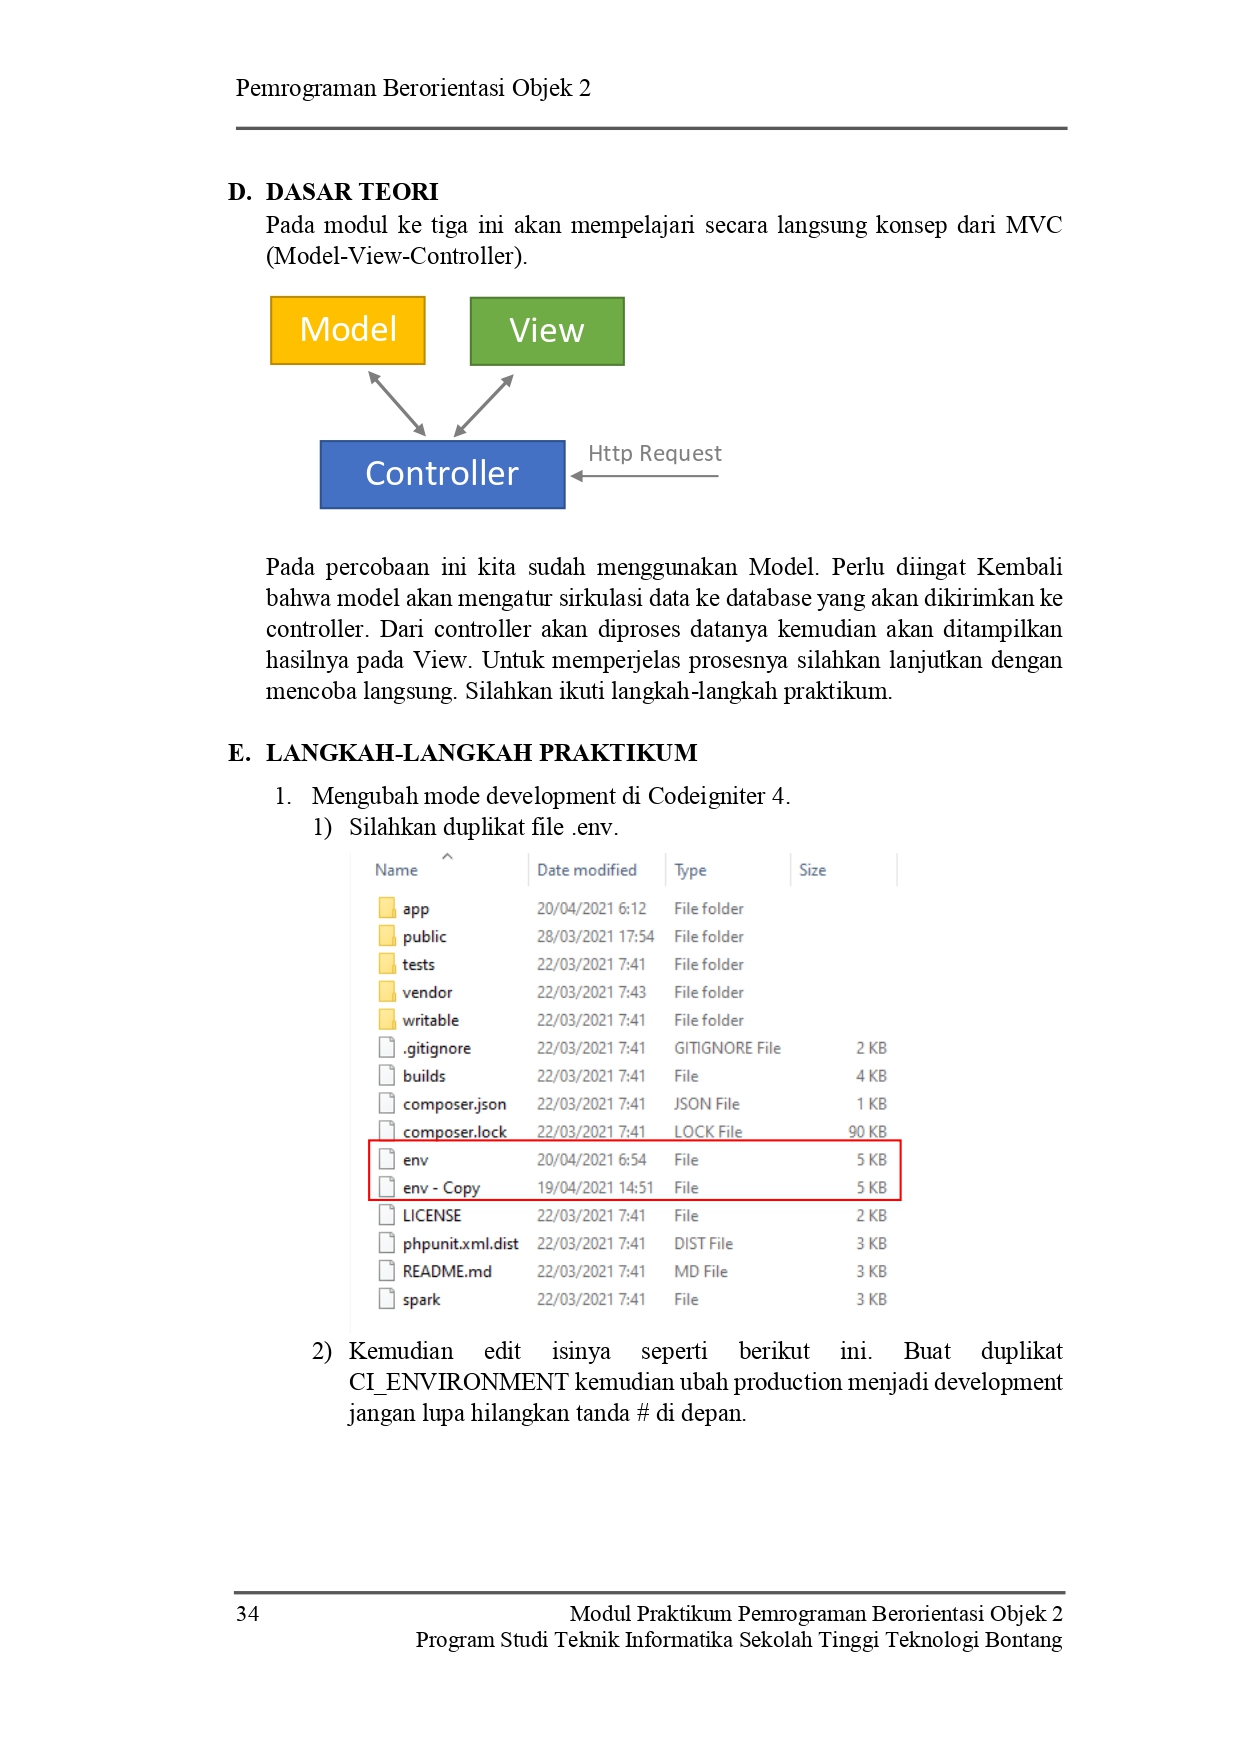 Pemrograman Berorientasi Objek 2
D. DASAR TEORI
Pada modul ke tiga ini akan mempelajari secara langsung konsep dari MVC
(Model-View-Controller).
Model View
Controller
Http Request
Pada percobaan ini kita sudah menggunakan Model. Perlu diingat Kembali
bahwa model akan mengatur sirkulasi data ke database yang akan dikirimkan ke
controller. Dari controller akan diproses datanya kemudian akan ditampilkan
hasilnya pada View. Untuk memperjelas prosesnya silahkan lanjutkan dengan
mencoba langsung. Silahkan ikuti langkah-langkah praktikum.
E. LANGKAH-LANGKAH PRAKTIKUM
1. Mengubah mode development di Codeigniter 4.
1) Silahkan duplikat file .env.
Name Date modified Type Size
app 20/04/2021 6:12 File folder
public 28/03/2021 17:54 File folder
tests 22/03/2021 7:41 File folder
vendor 22/03/2021 7:43 File folder
writable 22/03/2021 7:41 File folder
.gitignore 22/03/2021 7:41 GITIGNORE File 2 KB
builds 22/03/2021 7:41 File 4 KB
composer.json 22/03/2021 7:41 JSON File 1 KB
composer.lock 22/03/2021 7:41 LOCK File 90 KB
env 20/04/2021 6:54 File 5 KB
env - Copy 19/04/2021 14:51 File 5 KB
LICENSE 22/03/2021 7:41 File 2 KB
phpunit.xml.dist 22/03/2021 7:41 DIST File 3 KB
README.md 22/03/2021 7:41 MD File 3 KB
spark 22/03/2021 7:41 File 3 KB
2) Kemudian edit isinya seperti berikut ini. Buat duplikat
CI_ENVIRONMENT kemudian ubah production menjadi development
jangan lupa hilangkan tanda # di depan.
34 Modul Praktikum Pemrograman Berorientasi Objek 2
Program Studi Teknik Informatika Sekolah Tinggi Teknologi Bontang